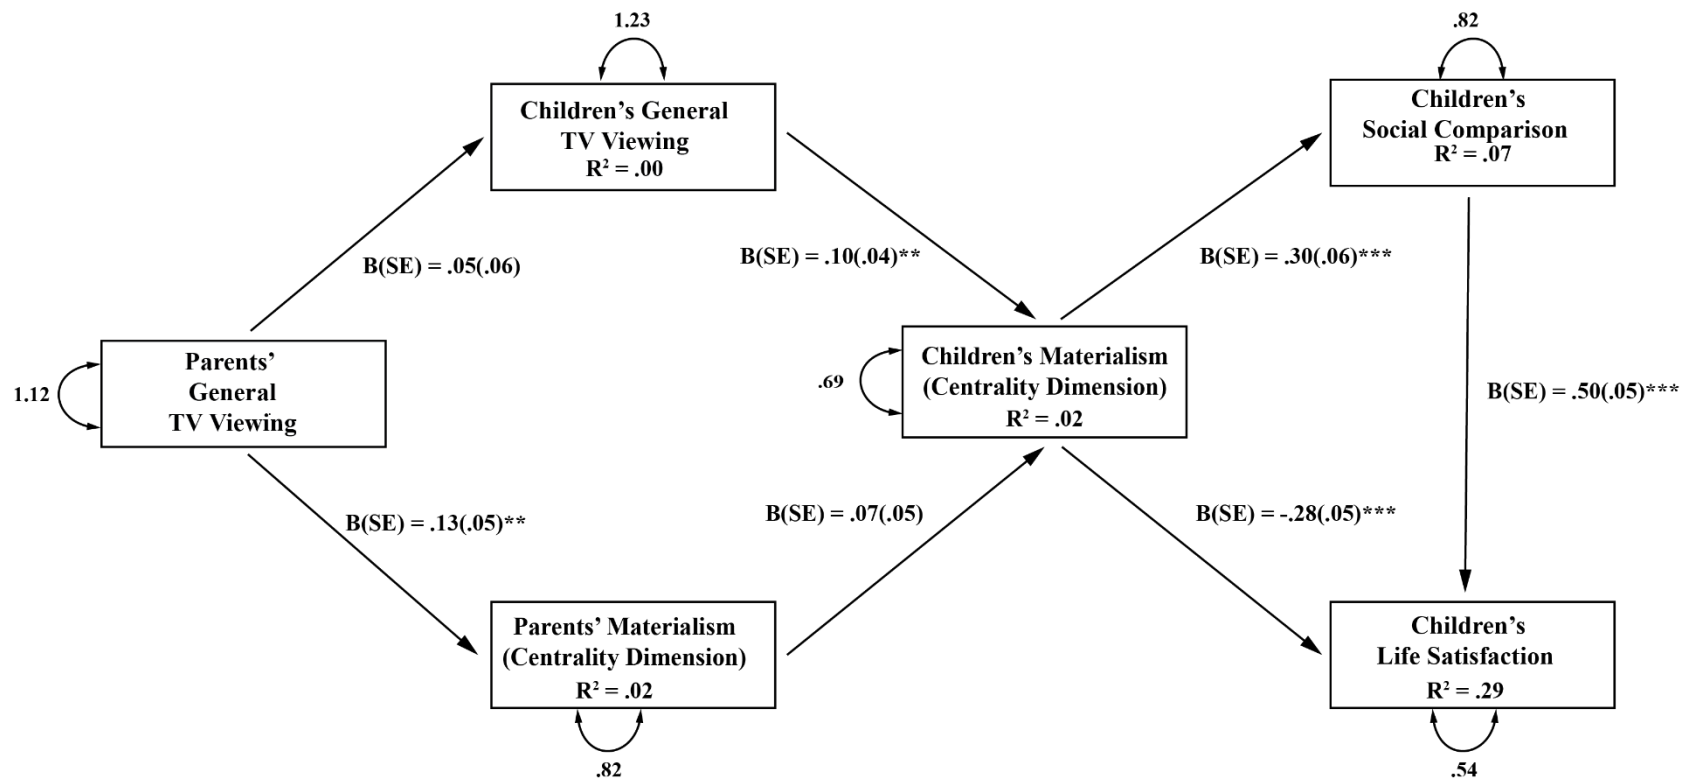 1.23
Children’s General
TV Viewing
R² = .00
.82
Children’s
Social Comparison
R² = .07
B(SE) = .05(.06)
B(SE) = .10(.04)**
B(SE) = .30(.06)***
1.12
Parents’
General
TV Viewing
.69
Children’s Materialism
(Centrality Dimension)
R² = .02
B(SE) = .50(.05)***
B(SE) = .13(.05)**
B(SE) = .07(.05)
B(SE) = -.28(.05)***
Parents’ Materialism
(Centrality Dimension)
R² = .02
.82
Children’s
Life Satisfaction
R² = .29
.54